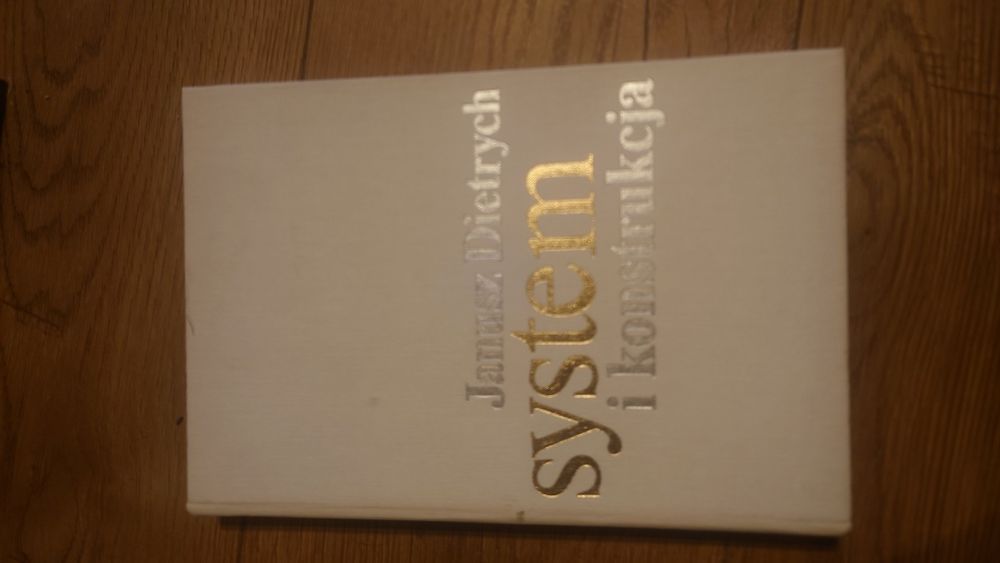 Janusz Dietrych
system
i konstrukcja